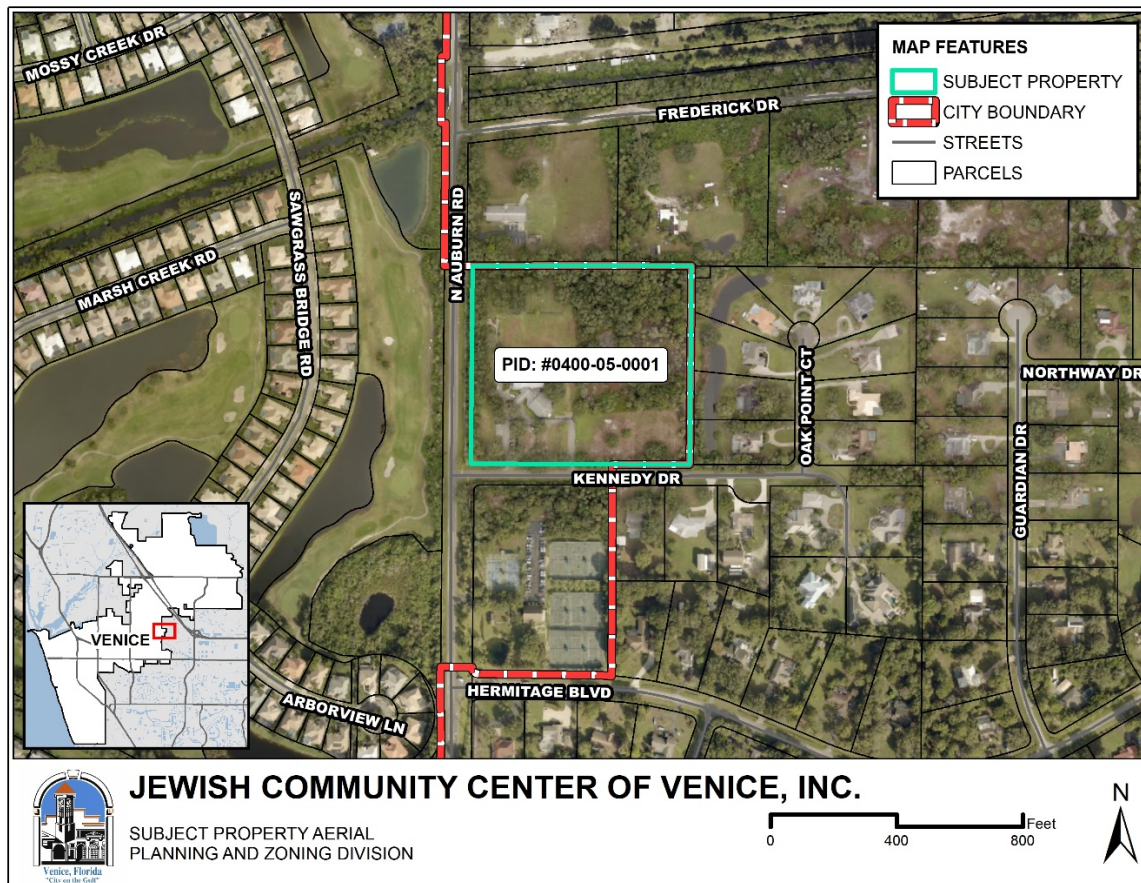 MOSSY CREEK DR
MAP FEATURES
SUBJECT PROPERTY
CITY BOUNDARY
STREETS
PARCELS
FREDERICK DR
N AUBURN RD
SAWGRASS BRIDGE RD
MARSH CREEK RD
PID: #0400-05-0001
OAK POINT CT
NORTHWAY DR
GUARDIAN DR
KENNEDY DR
VENICE
HERMITAGE BLVD
ARBORVIEW LN
JEWISH COMMUNITY CENTER OF VENICE, INC.
SUBJECT PROPERTY AERIAL
PLANNING AND ZONING DIVISION
Venice, Florida
"City on the Gulf"
0 400 800 Feet
N